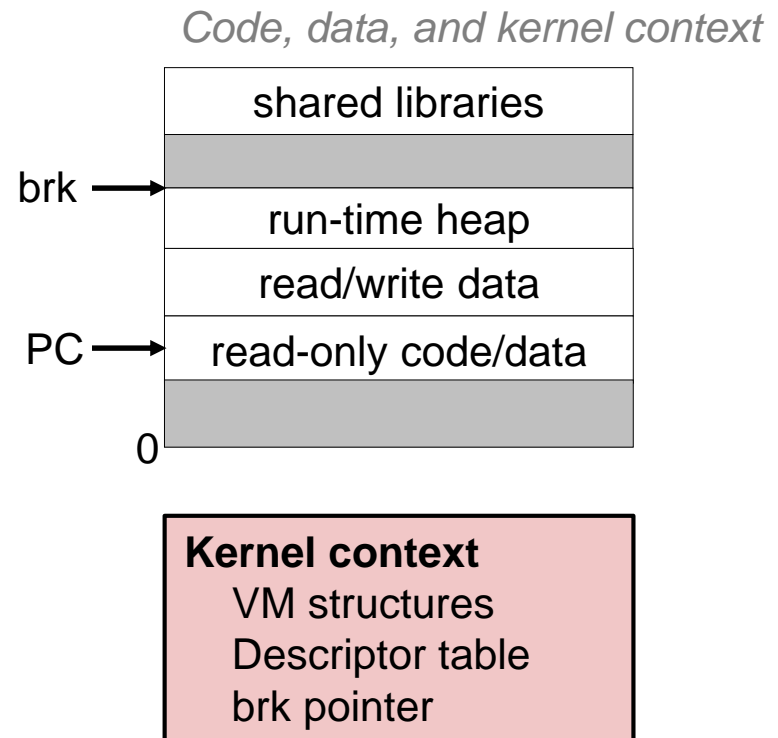 Code, data, and kernel context
shared libraries
brk
run-time heap
read/write data
PC
read-only code/data
0
Kernel context
VM structures
Descriptor table
brk pointer